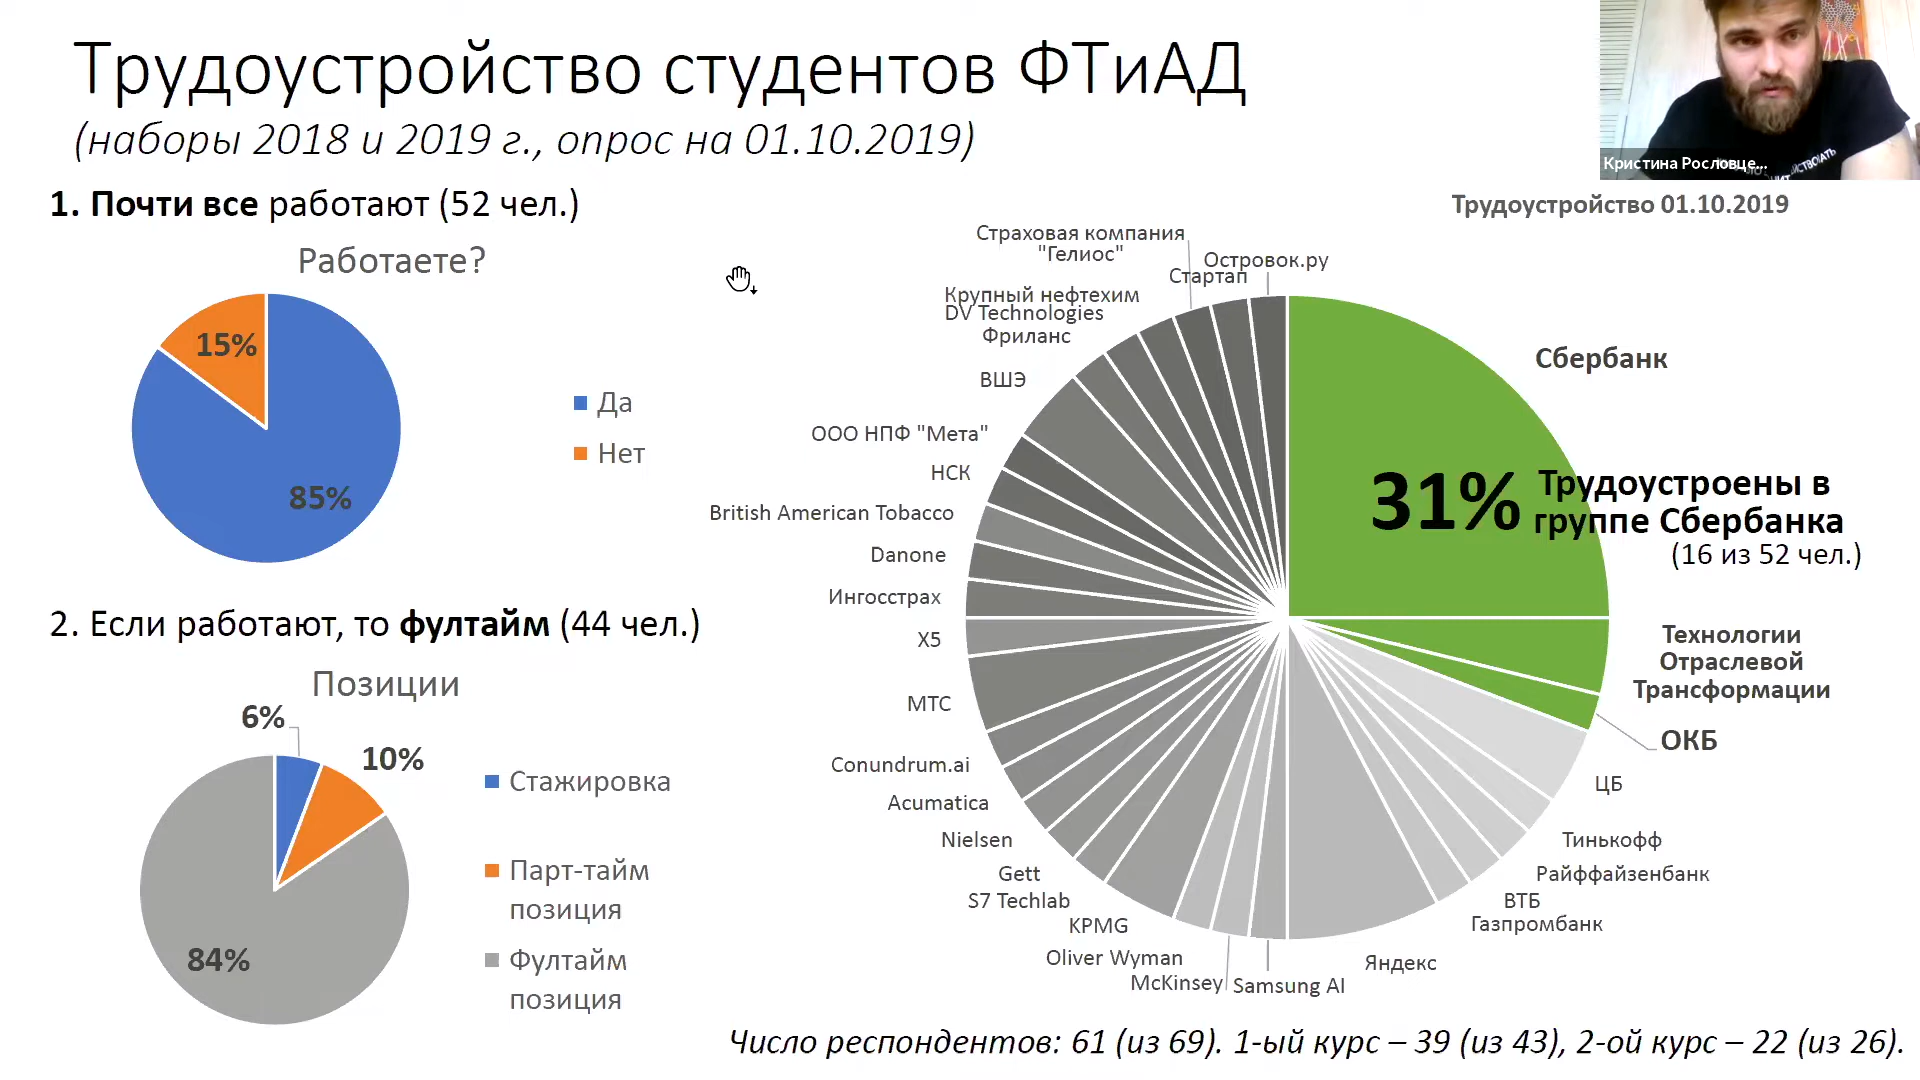 Трудоустройство студентов ФТиАД
(наборы 2018 и 2019 г., опрос на 01.10.2019)
Кристина Рословце...
1. Почти все работают (52 чел.)
Работаете?
15%
85%
Да
Нет
2. Если работают, то фултайм (44 чел.)
Позиции
6%
10%
84%
Стажировка
Парт-тайм
позиция
Фултайм
позиция
Трудоустройство 01.10.2019
Страховая компания
"Гелиос"
Стартап
Островок.ру
Крупный нефтехим
DV Technologies
Фриланс
ВШЭ
ООО НПФ "Мета"
НСК
British American Tobacco
Danone
Ингосстрах
X5
МТС
Conundrum.ai
Acumatica
Nielsen
Gett
S7 Techlab
KPMG
Oliver Wyman
McKinsey
Samsung AI
Яндекс
Газпромбанк
ВТБ
Райффайзенбанк
Тинькофф
ЦБ
ОКБ
Технологии
Отраслевой
Трансформации
Сбербанк
31%
Трудоустроены в
группе Сбербанка
(16 из 52 чел.)
Число респондентов: 61 (из 69). 1-ый курс – 39 (из 43), 2-ой курс – 22 (из 26).